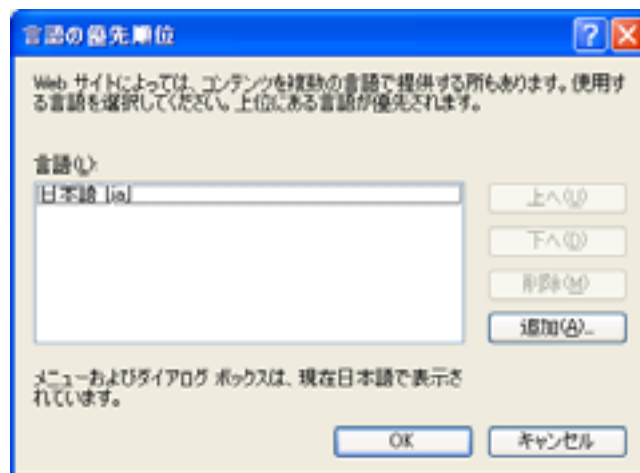 言語の優先順位
Web サイトによっては、コンテンツを複数の言語で提供する所もあります。使用す
る言語を選択してください。上位にある言語が優先されます。
言語(L):
日本語 [ja]
上へ(U)
下へ(D)
削除(M)
追加(A)...
メニューおよびダイアログ ボックスは、現在日本語で表示さ
れています。
OK
キャンセル